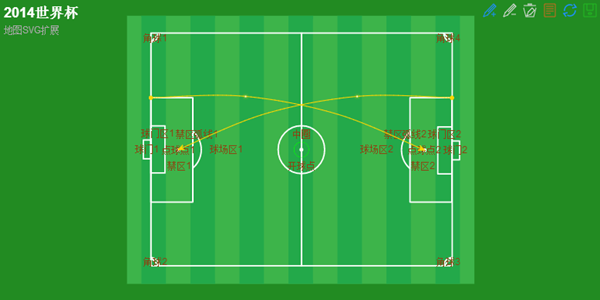 2014世界杯
地图SVG扩展
角球1
角球4
球门区1
禁区弧线1
中圈
禁区弧线2
球门区2
球门1
点球点1
球场区1
球场区2
点球点2
球门2
禁区1
开球点
禁区2
角球2
角球3